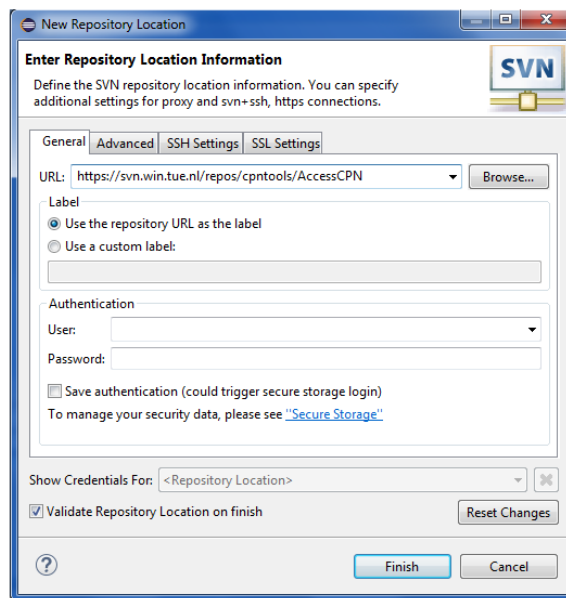 New Repository Location
Enter Repository Location Information
Define the SVN repository location information. You can specify
additional settings for proxy and svn+ssh, https connections.
SVN
General Advanced SSH Settings SSL Settings
URL: https://svn.win.tue.nl/repos/cpntools/AccessCPN Browse...
Label
Use the repository URL as the label
Use a custom label:
Authentication
User:
Password:
Save authentication (could trigger secure storage login)
To manage your security data, please see "Secure Storage"
Show Credentials For: <Repository Location>
Validate Repository Location on finish Reset Changes
? Finish Cancel